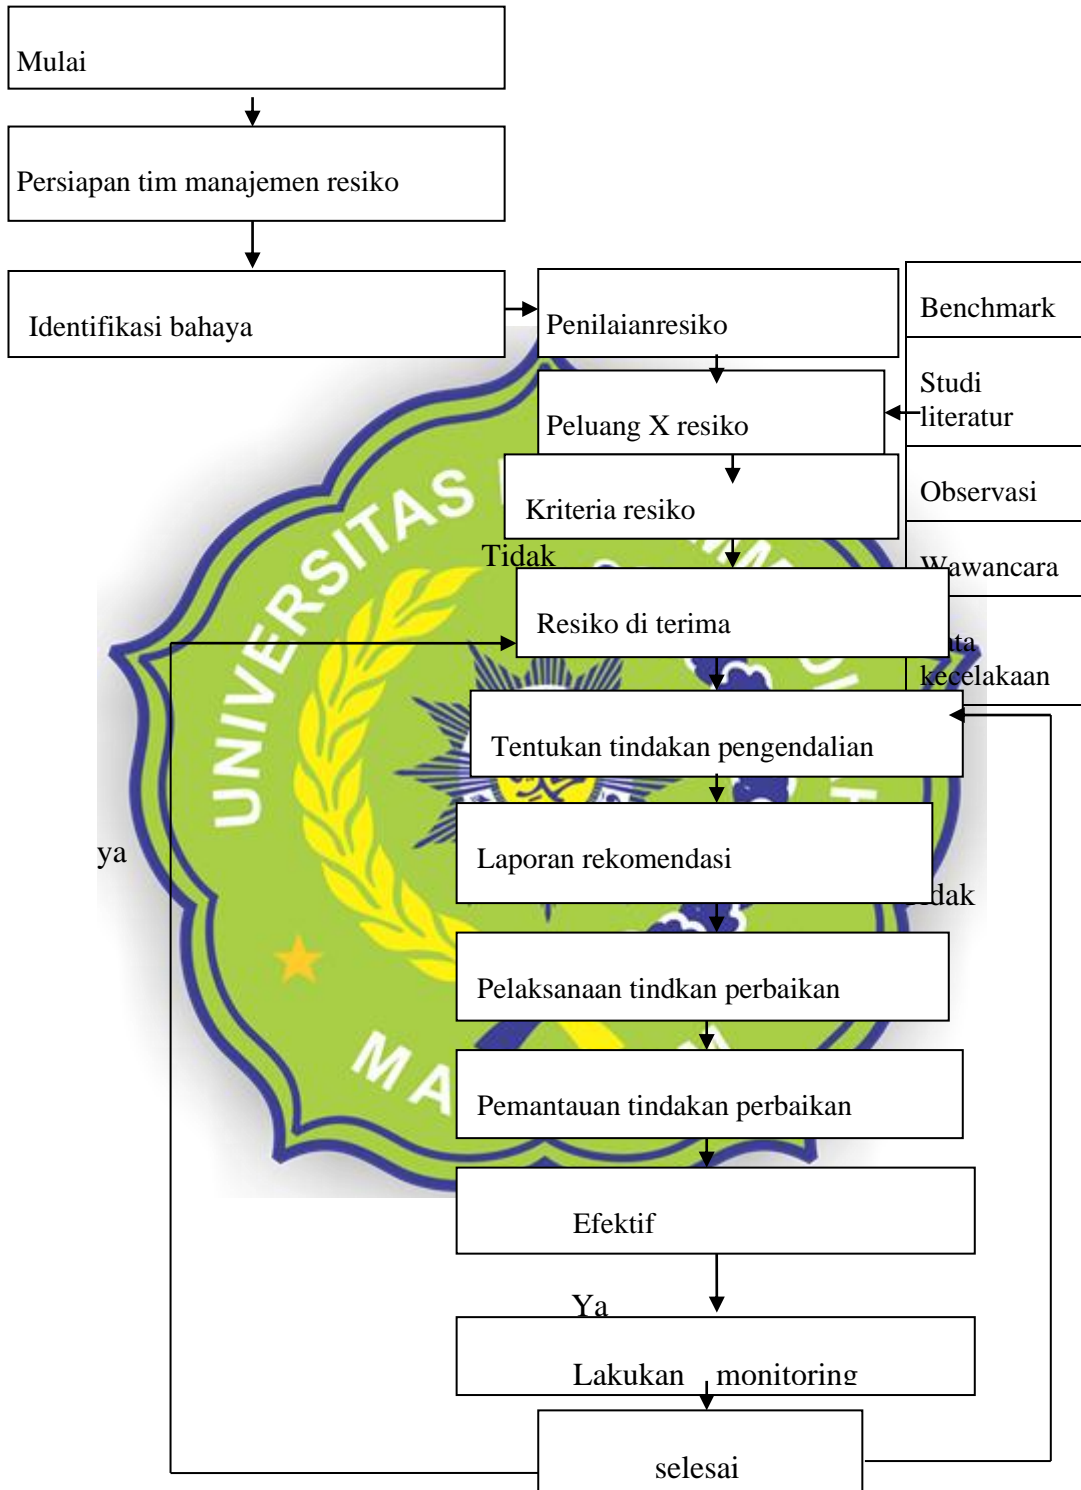 Mulai
Persiapan tim manajemen resiko
Identifikasi bahaya
Penilaianresiko
Benchmark
Studi
literatur
Peluang X resiko
Observasi
Kriteria resiko
Tidak
Wawancara
Resiko di terima
kecelakaan
Tentukan tindakan pengendalian
ya
Laporan rekomendasi
Pelaksanaan tindkan perbaikan
Pemantauan tindakan perbaikan
Efektif
Ya
Lakukan monitoring
selesai
UNIVERSITAS